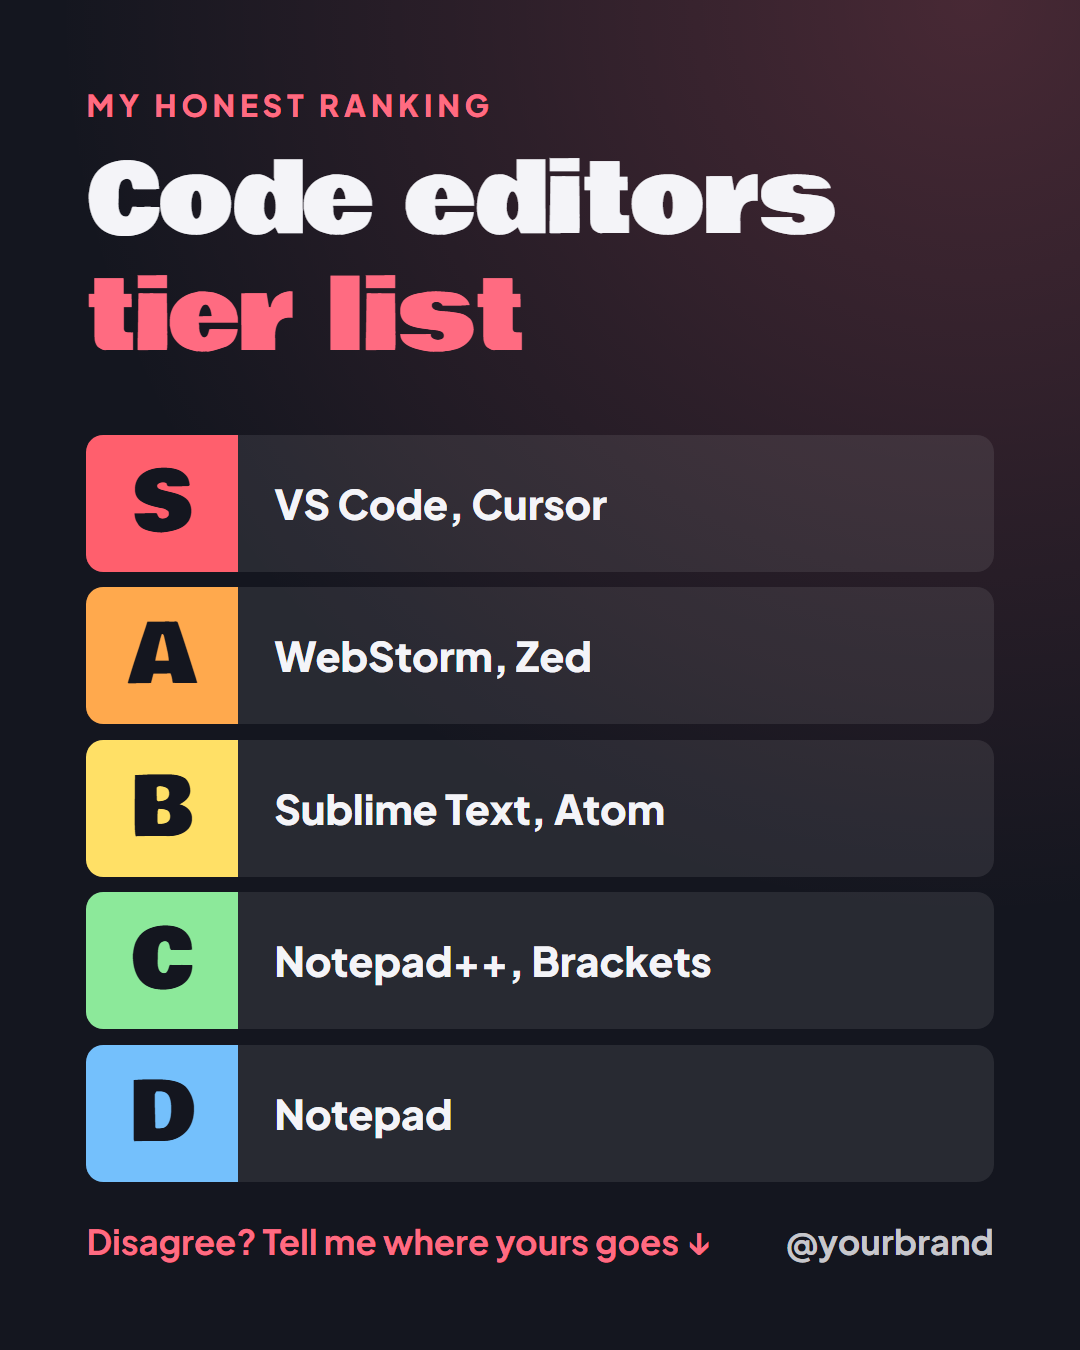 MY HONEST RANKING
Code editors
tier list
S
VS Code, Cursor
A
WebStorm, Zed
B
Sublime Text, Atom
C
Notepad++, Brackets
D
Notepad
Disagree? Tell me where yours goes ↓
@yourbrand